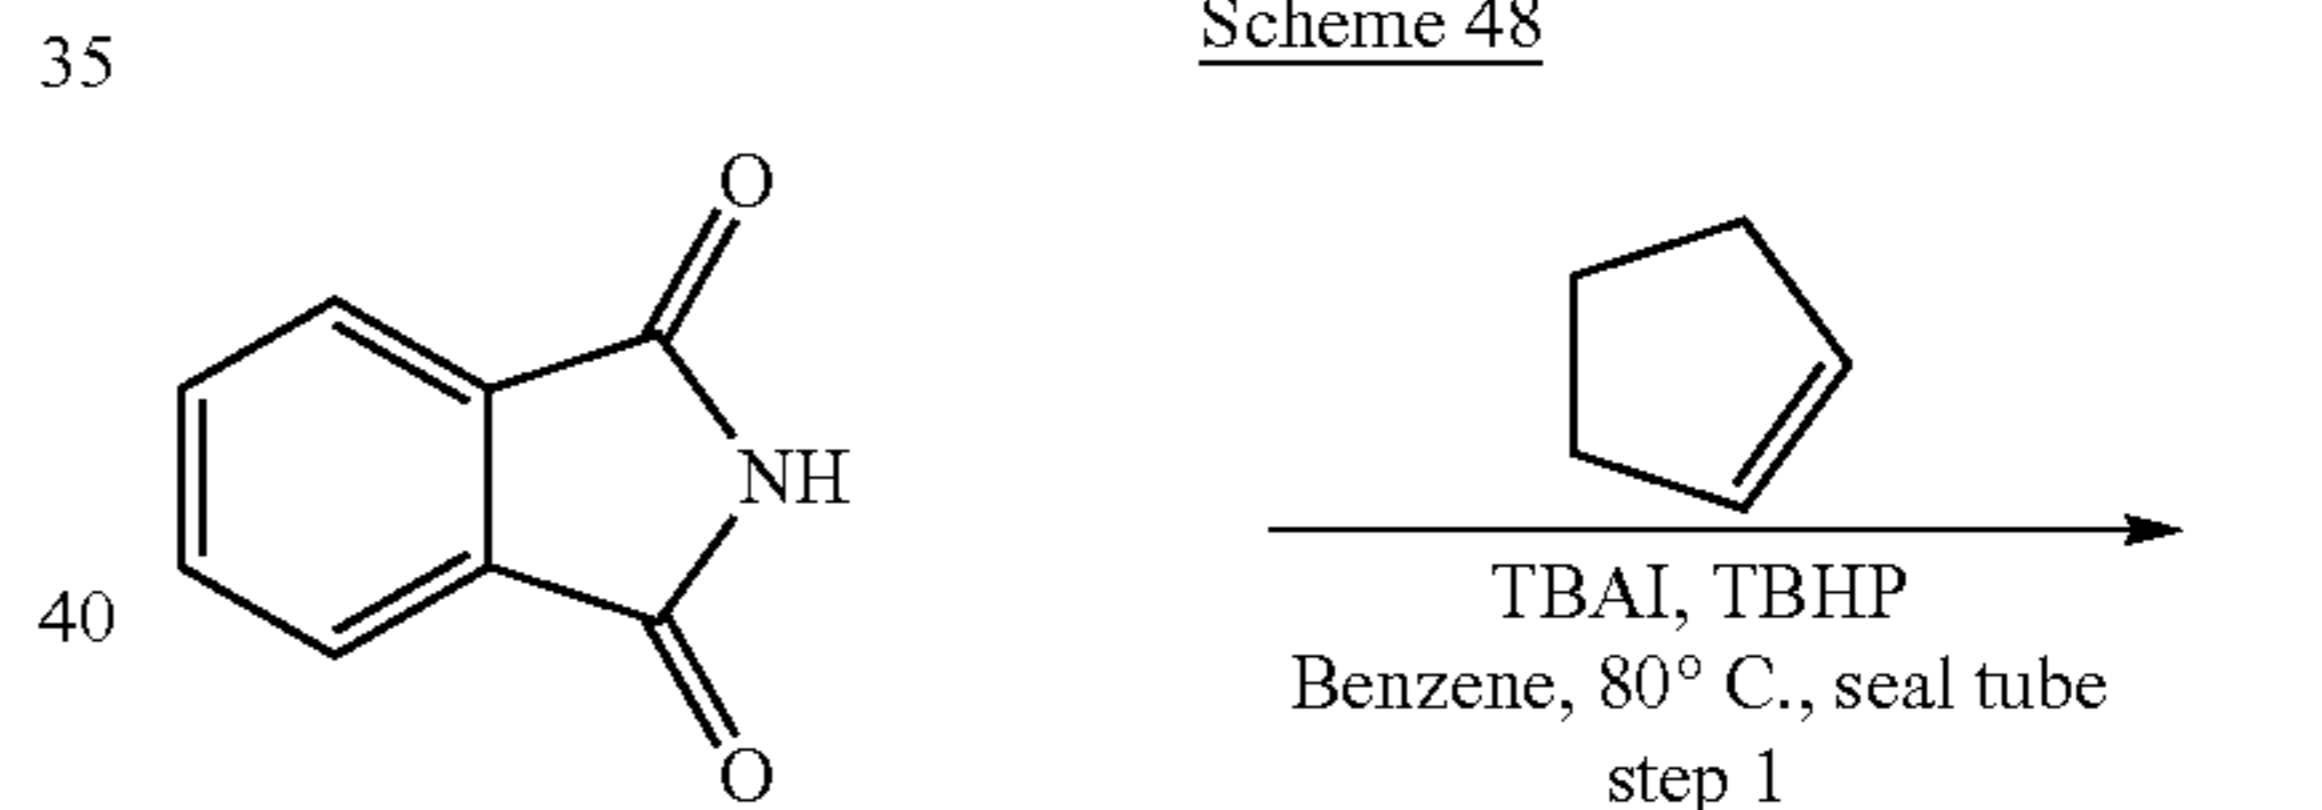 35
Scheme 48
O
NH
40
O
TBAI, TBHP
Benzene, 80° C., seal tube
step 1